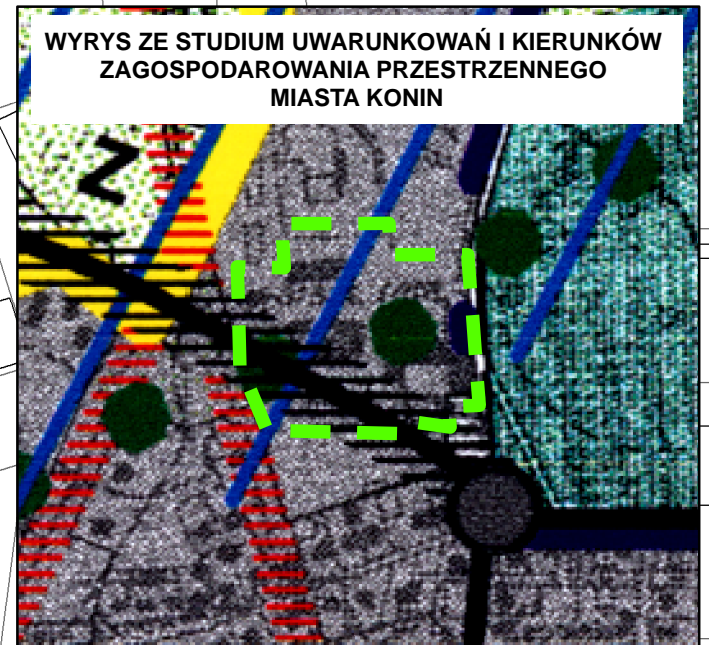 WYRYS ZE STUDIUM UWARUNKOWAŃ I KIERUNKÓW
ZAGOSPODAROWANIA PRZESTRZENNEGO
MIASTA KONIN
Z